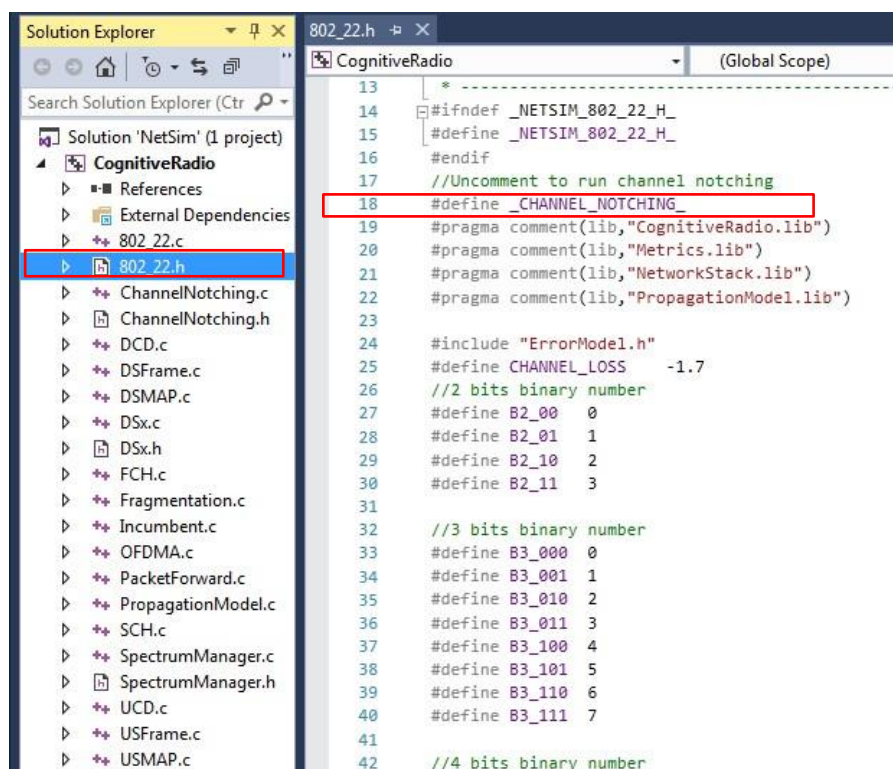 Solution Explorer
Search Solution Explorer (Ctr
Solution 'NetSim' (1 project)
CognitiveRadio
References
External Dependencies
802_22.c
802_22.h
ChannelNotching.c
ChannelNotching.h
DCD.c
DSFrame.c
DSMAP.c
DSx.c
DSx.h
FCH.c
Fragmentation.c
Incumbent.c
OFDMA.c
PacketForward.c
PropagationModel.c
SCH.c
SpectrumManager.c
SpectrumManager.h
UCD.c
USFrame.c
USMAP.c
802_22.h
CognitiveRadio (Global Scope)
13 * ---------------------------------------------
14 #ifndef _NETSIM_802_22_H_
15 #define _NETSIM_802_22_H_
16 #endif
17 //Uncomment to run channel notching
18 #define _CHANNEL_NOTCHING_
19 #pragma comment(lib,"CognitiveRadio.lib")
20 #pragma comment(lib,"Metrics.lib")
21 #pragma comment(lib,"NetworkStack.lib")
22 #pragma comment(lib,"PropagationModel.lib")
23
24 #include "ErrorModel.h"
25 #define CHANNEL_LOSS -1.7
26 //2 bits binary number
27 #define B2_00 0
28 #define B2_01 1
29 #define B2_10 2
30 #define B2_11 3
31
32 //3 bits binary number
33 #define B3_000 0
34 #define B3_001 1
35 #define B3_010 2
36 #define B3_011 3
37 #define B3_100 4
38 #define B3_101 5
39 #define B3_110 6
40 #define B3_111 7
41
42 //4 bits binary number